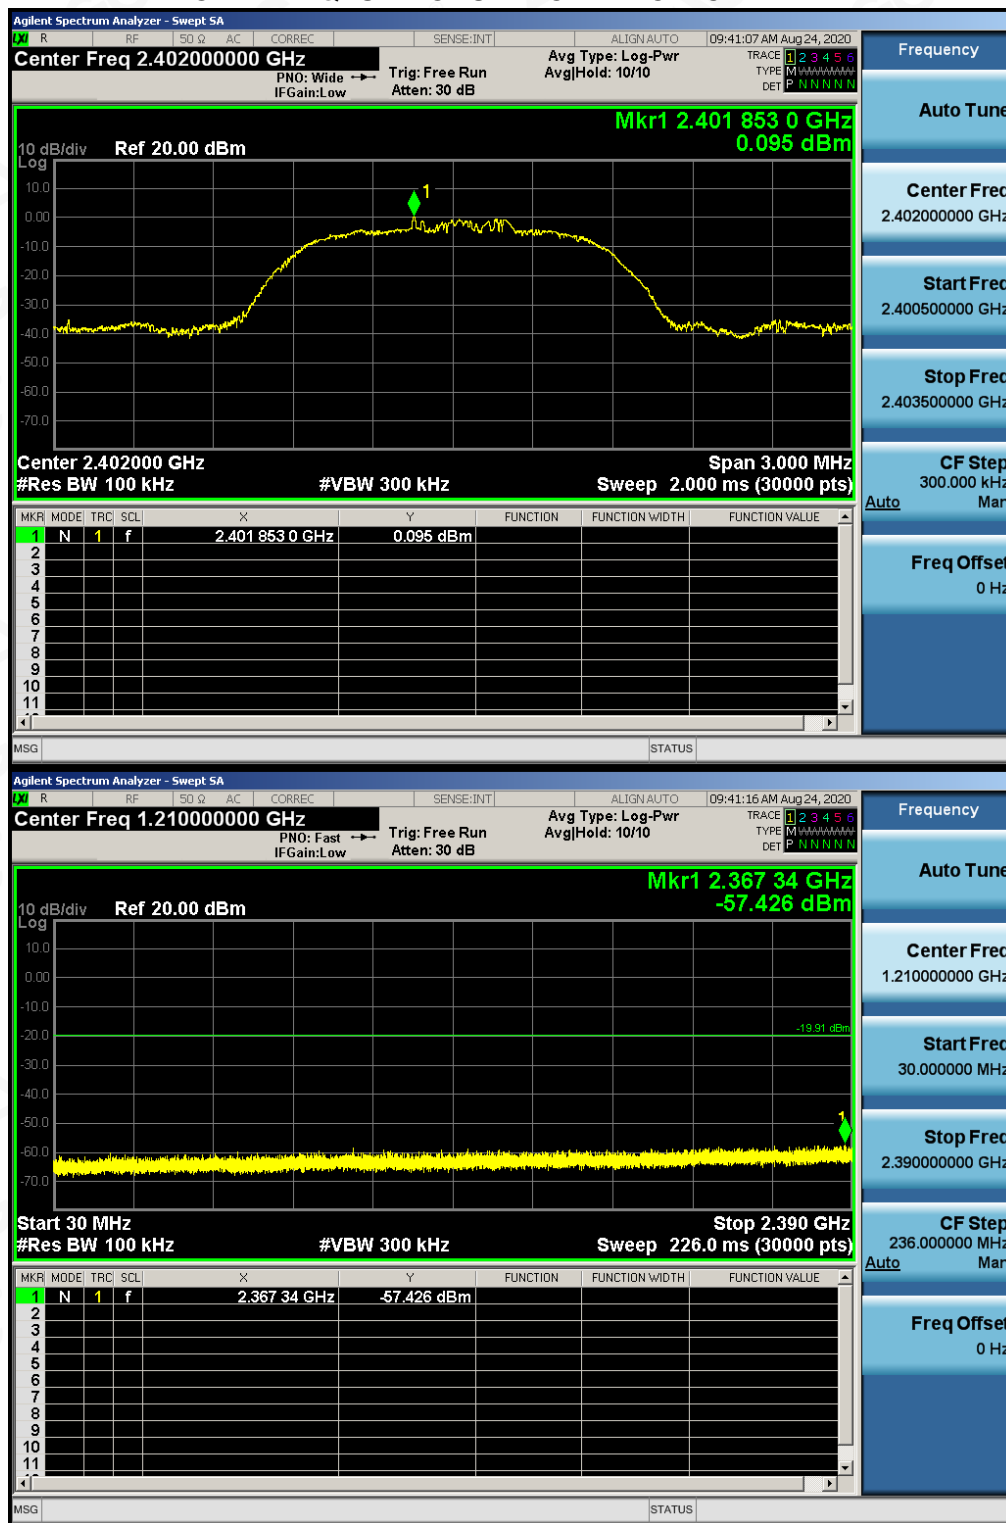 Agilent Spectrum Analyzer - Swept SA
LXI R RF 50 Ω AC CORREC SENSE:INT ALIGN AUTO 09:41:07 AM Aug 24, 2020
Center Freq 2.402000000 GHz
PNO: Wide
IFGain:Low
Trig: Free Run
Atten: 30 dB
Avg Type: Log-Pwr
Avg|Hold: 10/10
TRACE 1 2 3 4 5 6
TYPE M WWWWW
DET P N N N N N
Mkr1 2.401 853 0 GHz
0.095 dBm
10 dB/div Ref 20.00 dBm
Log
10.0
0.00
-10.0
-20.0
-30.0
-40.0
-50.0
-60.0
-70.0
1
Center 2.402000 GHz Span 3.000 MHz
#Res BW 100 kHz #VBW 300 kHz Sweep 2.000 ms (30000 pts)
MKR MODE TRC SCL X Y FUNCTION FUNCTION WIDTH FUNCTION VALUE
1 N 1 f 2.401 853 0 GHz 0.095 dBm
2
3
4
5
6
7
8
9
10
11
MSG STATUS
Frequency
Auto Tune
Center Freq
2.402000000 GHz
Start Freq
2.400500000 GHz
Stop Freq
2.403500000 GHz
CF Step
300.000 kHz
Auto Man
Freq Offset
0 Hz
Agilent Spectrum Analyzer - Swept SA
LXI R RF 50 Ω AC CORREC SENSE:INT ALIGN AUTO 09:41:16 AM Aug 24, 2020
Center Freq 1.210000000 GHz
PNO: Fast
IFGain:Low
Trig: Free Run
Atten: 30 dB
Avg Type: Log-Pwr
Avg|Hold: 10/10
TRACE 1 2 3 4 5 6
TYPE M WWWWW
DET P N N N N N
Mkr1 2.367 34 GHz
-57.426 dBm
10 dB/div Ref 20.00 dBm
Log
10.0
0.00
-10.0
-20.0
-30.0
-40.0
-50.0
-60.0
-70.0
-19.91 dBm
1
Start 30 MHz Stop 2.390 GHz
#Res BW 100 kHz #VBW 300 kHz Sweep 226.0 ms (30000 pts)
MKR MODE TRC SCL X Y FUNCTION FUNCTION WIDTH FUNCTION VALUE
1 N 1 f 2.367 34 GHz -57.426 dBm
2
3
4
5
6
7
8
9
10
11
MSG STATUS
Frequency
Auto Tune
Center Freq
1.210000000 GHz
Start Freq
30.000000 MHz
Stop Freq
2.390000000 GHz
CF Step
236.000000 MHz
Auto Man
Freq Offset
0 Hz